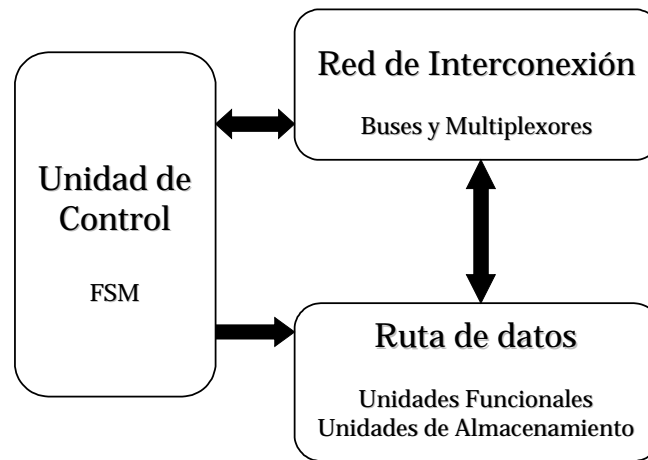 Unidad de
Control
FSM
Red de Interconexión
Buses y Multiplexores
Ruta de datos
Unidades Funcionales
Unidades de Almacenamiento